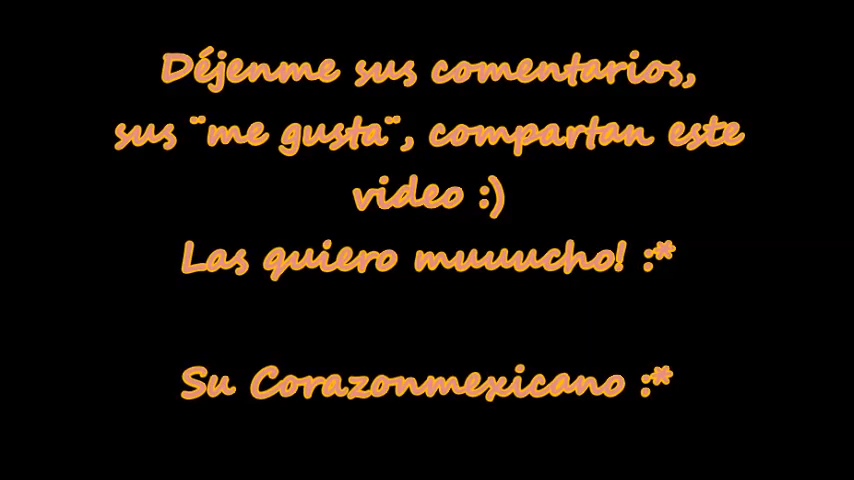 Déjenme sus comentarios,
sus ¨me gusta¨, compartan este
video :)
Las quiero muuucho! :*
Su Corazonmexicano :*